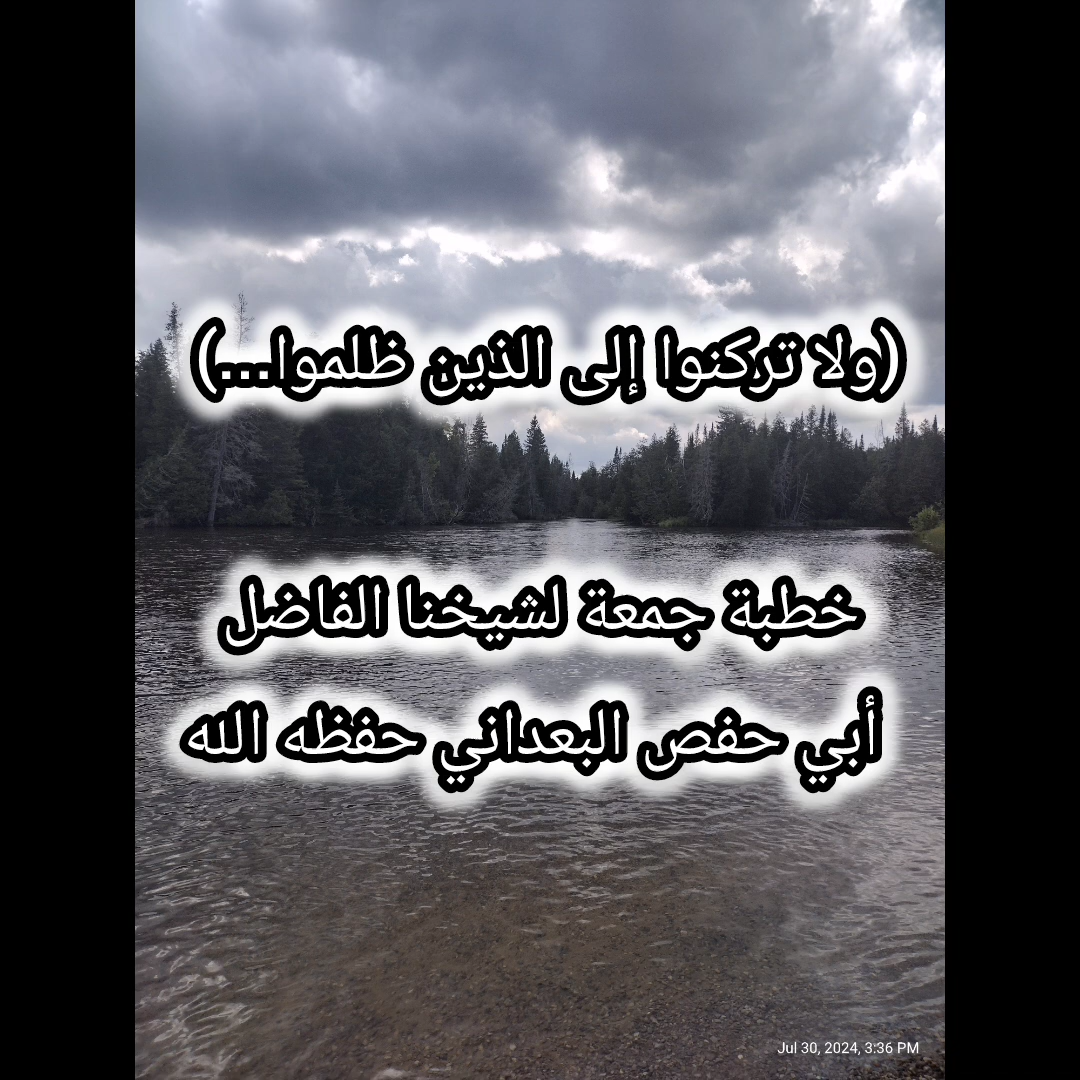 (ولا تركنوا إلى الذين ظلموا...)
خطبة جمعة لشيخنا الفاضل
أبي حفص البعداني حفظه الله
Jul 30, 2024, 3:36 PM